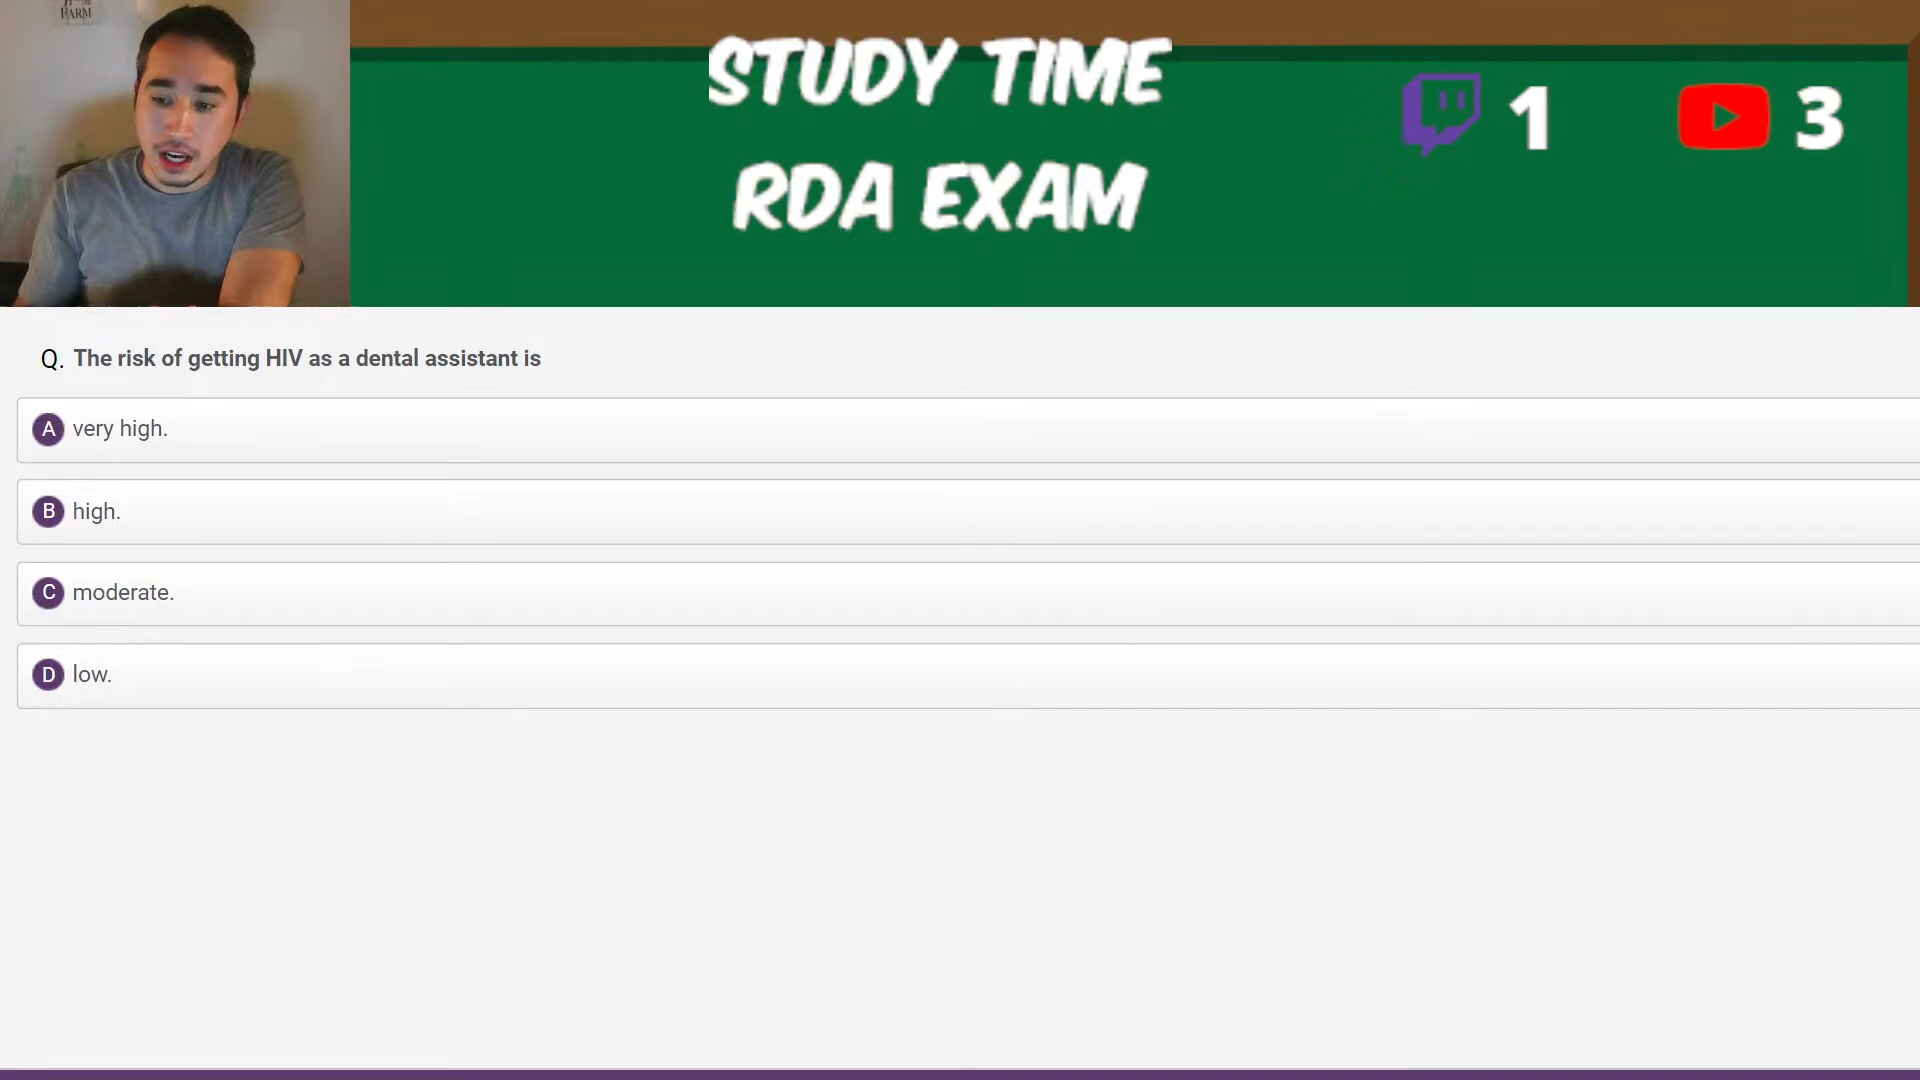 FARM
STUDY TIME
RDA EXAM
1
3
Q. The risk of getting HIV as a dental assistant is
A very high.
B high.
C moderate.
D low.